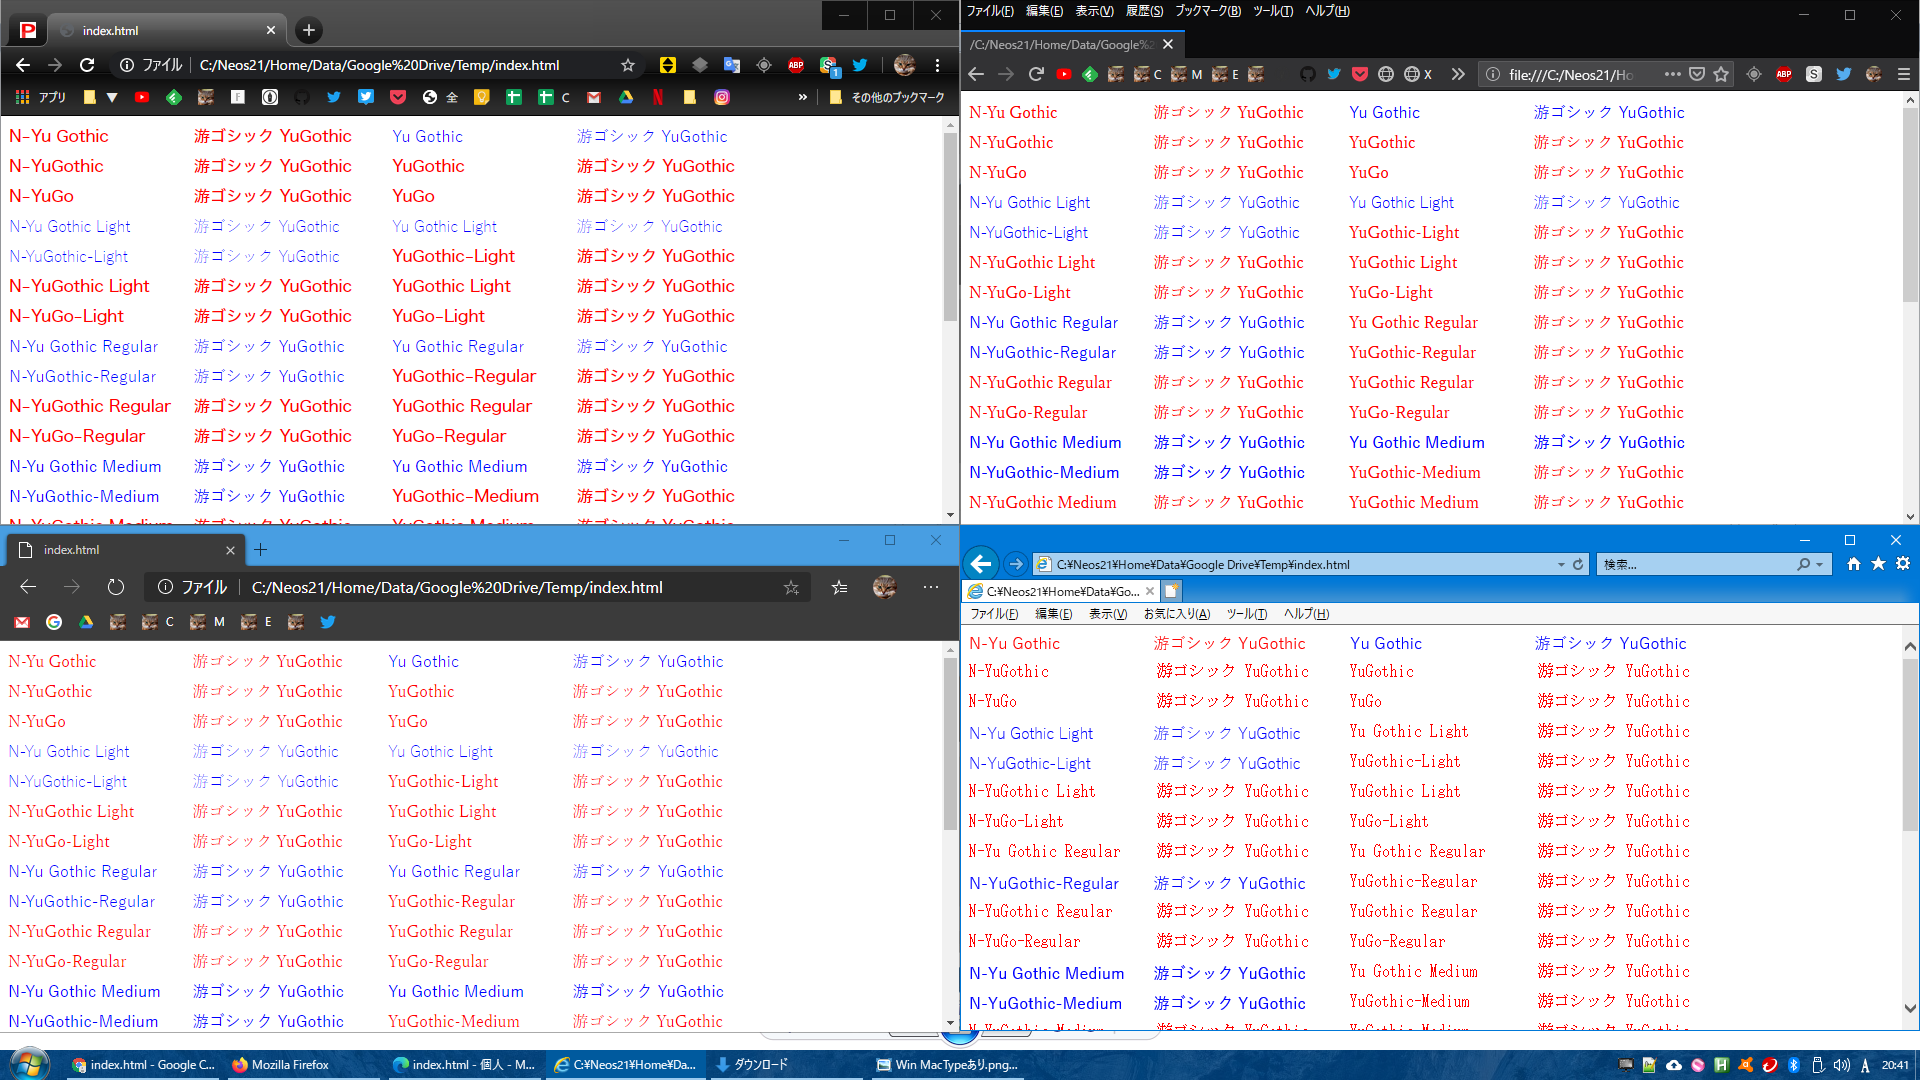 index.html
ファイル C:/Neos21/Home/Data/Google%20Drive/Temp/index.html
アプリ 全 C その他のブックマーク
N-Yu Gothic 游ゴシック YuGothic Yu Gothic 游ゴシック YuGothic
N-YuGothic 游ゴシック YuGothic YuGothic 游ゴシック YuGothic
N-YuGo 游ゴシック YuGothic YuGo 游ゴシック YuGothic
N-Yu Gothic Light 游ゴシック YuGothic Yu Gothic Light 游ゴシック YuGothic
N-YuGothic-Light 游ゴシック YuGothic YuGothic-Light 游ゴシック YuGothic
N-YuGothic Light 游ゴシック YuGothic YuGothic Light 游ゴシック YuGothic
N-YuGo-Light 游ゴシック YuGothic YuGo-Light 游ゴシック YuGothic
N-Yu Gothic Regular 游ゴシック YuGothic Yu Gothic Regular 游ゴシック YuGothic
N-YuGothic-Regular 游ゴシック YuGothic YuGothic-Regular 游ゴシック YuGothic
N-YuGothic Regular 游ゴシック YuGothic YuGothic Regular 游ゴシック YuGothic
N-YuGo-Regular 游ゴシック YuGothic YuGo-Regular 游ゴシック YuGothic
N-Yu Gothic Medium 游ゴシック YuGothic Yu Gothic Medium 游ゴシック YuGothic
N-YuGothic-Medium 游ゴシック YuGothic YuGothic-Medium 游ゴシック YuGothic
N-YuGothic Medium 游ゴシック YuGothic YuGothic Medium 游ゴシック YuGothic
ファイル(F) 編集(E) 表示(V) 履歴(S) ブックマーク(B) ツール(T) ヘルプ(H)
/C:/Neos21/Home/Data/Google%2
C M E X file:///C:/Neos21/Ho
N-Yu Gothic 游ゴシック YuGothic Yu Gothic 游ゴシック YuGothic
N-YuGothic 游ゴシック YuGothic YuGothic 游ゴシック YuGothic
N-YuGo 游ゴシック YuGothic YuGo 游ゴシック YuGothic
N-Yu Gothic Light 游ゴシック YuGothic Yu Gothic Light 游ゴシック YuGothic
N-YuGothic-Light 游ゴシック YuGothic YuGothic-Light 游ゴシック YuGothic
N-YuGothic Light 游ゴシック YuGothic YuGothic Light 游ゴシック YuGothic
N-YuGo-Light 游ゴシック YuGothic YuGo-Light 游ゴシック YuGothic
N-Yu Gothic Regular 游ゴシック YuGothic Yu Gothic Regular 游ゴシック YuGothic
N-YuGothic-Regular 游ゴシック YuGothic YuGothic-Regular 游ゴシック YuGothic
N-YuGothic Regular 游ゴシック YuGothic YuGothic Regular 游ゴシック YuGothic
N-YuGo-Regular 游ゴシック YuGothic YuGo-Regular 游ゴシック YuGothic
N-Yu Gothic Medium 游ゴシック YuGothic Yu Gothic Medium 游ゴシック YuGothic
N-YuGothic-Medium 游ゴシック YuGothic YuGothic-Medium 游ゴシック YuGothic
N-YuGothic Medium 游ゴシック YuGothic YuGothic Medium 游ゴシック YuGothic
index.html
ファイル C:/Neos21/Home/Data/Google%20Drive/Temp/index.html
C M E
N-Yu Gothic 游ゴシック YuGothic Yu Gothic 游ゴシック YuGothic
N-YuGothic 游ゴシック YuGothic YuGothic 游ゴシック YuGothic
N-YuGo 游ゴシック YuGothic YuGo 游ゴシック YuGothic
N-Yu Gothic Light 游ゴシック YuGothic Yu Gothic Light 游ゴシック YuGothic
N-YuGothic-Light 游ゴシック YuGothic YuGothic-Light 游ゴシック YuGothic
N-YuGothic Light 游ゴシック YuGothic YuGothic Light 游ゴシック YuGothic
N-YuGo-Light 游ゴシック YuGothic YuGo-Light 游ゴシック YuGothic
N-Yu Gothic Regular 游ゴシック YuGothic Yu Gothic Regular 游ゴシック YuGothic
N-YuGothic-Regular 游ゴシック YuGothic YuGothic-Regular 游ゴシック YuGothic
N-YuGothic Regular 游ゴシック YuGothic YuGothic Regular 游ゴシック YuGothic
N-YuGo-Regular 游ゴシック YuGothic YuGo-Regular 游ゴシック YuGothic
N-Yu Gothic Medium 游ゴシック YuGothic Yu Gothic Medium 游ゴシック YuGothic
N-YuGothic-Medium 游ゴシック YuGothic YuGothic-Medium 游ゴシック YuGothic
C:¥Neos21¥Home¥Data¥Google Drive¥Temp¥index.html 検索...
C:¥Neos21¥Home¥Data¥Go...
ファイル(F) 編集(E) 表示(V) お気に入り(A) ツール(T) ヘルプ(H)
N-Yu Gothic 游ゴシック YuGothic Yu Gothic 游ゴシック YuGothic
N-YuGothic 游ゴシック YuGothic YuGothic 游ゴシック YuGothic
N-YuGo 游ゴシック YuGothic YuGo 游ゴシック YuGothic
N-Yu Gothic Light 游ゴシック YuGothic Yu Gothic Light 游ゴシック YuGothic
N-YuGothic-Light 游ゴシック YuGothic YuGothic-Light 游ゴシック YuGothic
N-YuGothic Light 游ゴシック YuGothic YuGothic Light 游ゴシック YuGothic
N-YuGo-Light 游ゴシック YuGothic YuGo-Light 游ゴシック YuGothic
N-Yu Gothic Regular 游ゴシック YuGothic Yu Gothic Regular 游ゴシック YuGothic
N-YuGothic-Regular 游ゴシック YuGothic YuGothic-Regular 游ゴシック YuGothic
N-YuGothic Regular 游ゴシック YuGothic YuGothic Regular 游ゴシック YuGothic
N-YuGo-Regular 游ゴシック YuGothic YuGo-Regular 游ゴシック YuGothic
N-Yu Gothic Medium 游ゴシック YuGothic Yu Gothic Medium 游ゴシック YuGothic
N-YuGothic-Medium 游ゴシック YuGothic YuGothic-Medium 游ゴシック YuGothic
N-YuGothic Medium 游ゴシック YuGothic YuGothic Medium 游ゴシック YuGothic
index.html - Google C... Mozilla Firefox index.html - 個人 - M... C:¥Neos21¥Home¥Da... ダウンロード Win MacTypeあり.png... A 20:41